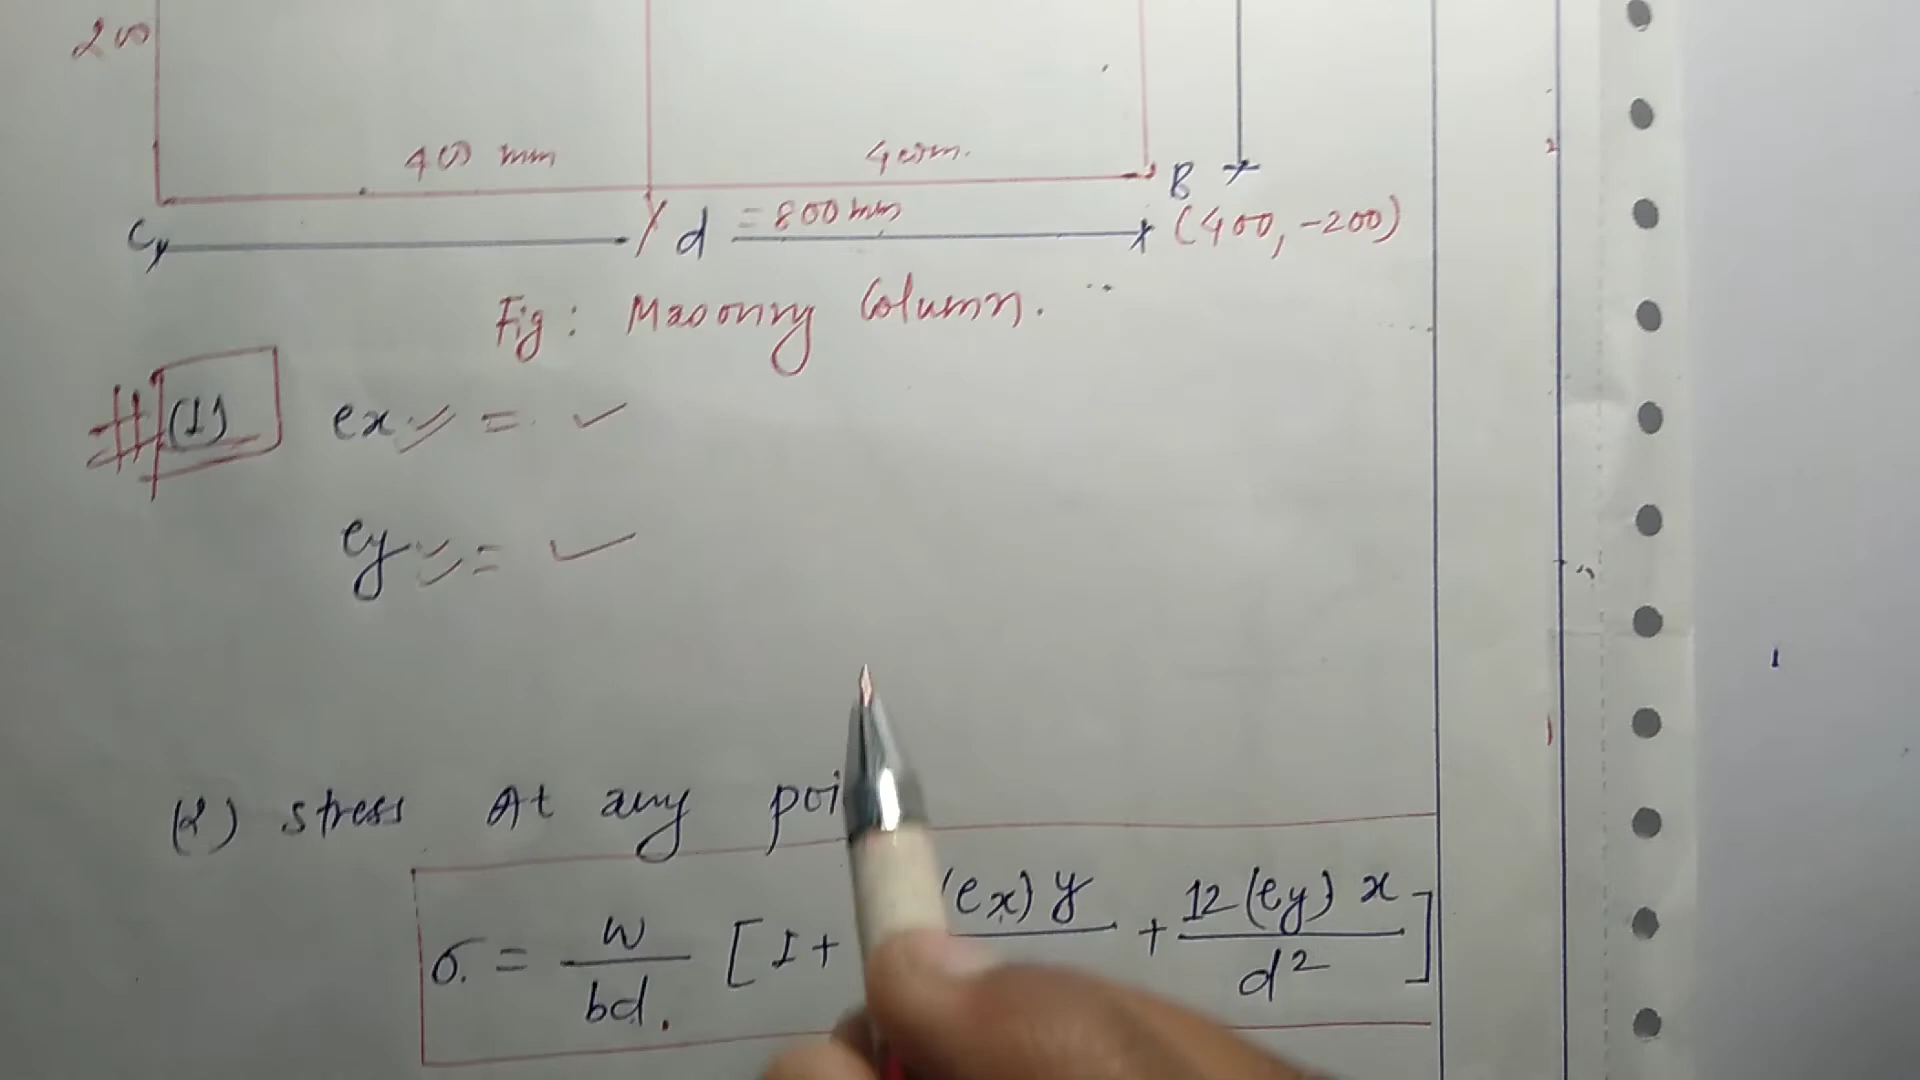 200
400 mm
400m.
B
C
d = 800 mm
(400, -200)
Fig: Masonry Column.
# (1) ex =
ey =
(2) stress At any poi
σ = w/bd. [1+ (ex) y + 12(ey) x / d²]